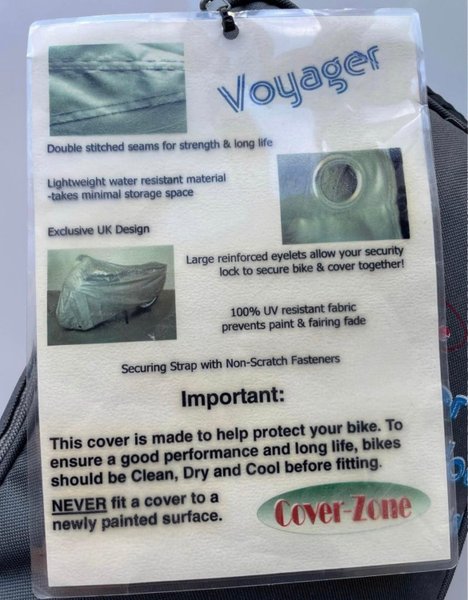 Voyager
Double stitched seams for strength & long life
Lightweight water resistant material
-takes minimal storage space
Exclusive UK Design
Large reinforced eyelets allow your security
lock to secure bike & cover together!
100% UV resistant fabric
prevents paint & fairing fade
Securing Strap with Non-Scratch Fasteners
Important:
This cover is made to help protect your bike. To
ensure a good performance and long life, bikes
should be Clean, Dry and Cool before fitting.
NEVER fit a cover to a
newly painted surface.
Cover-Zone